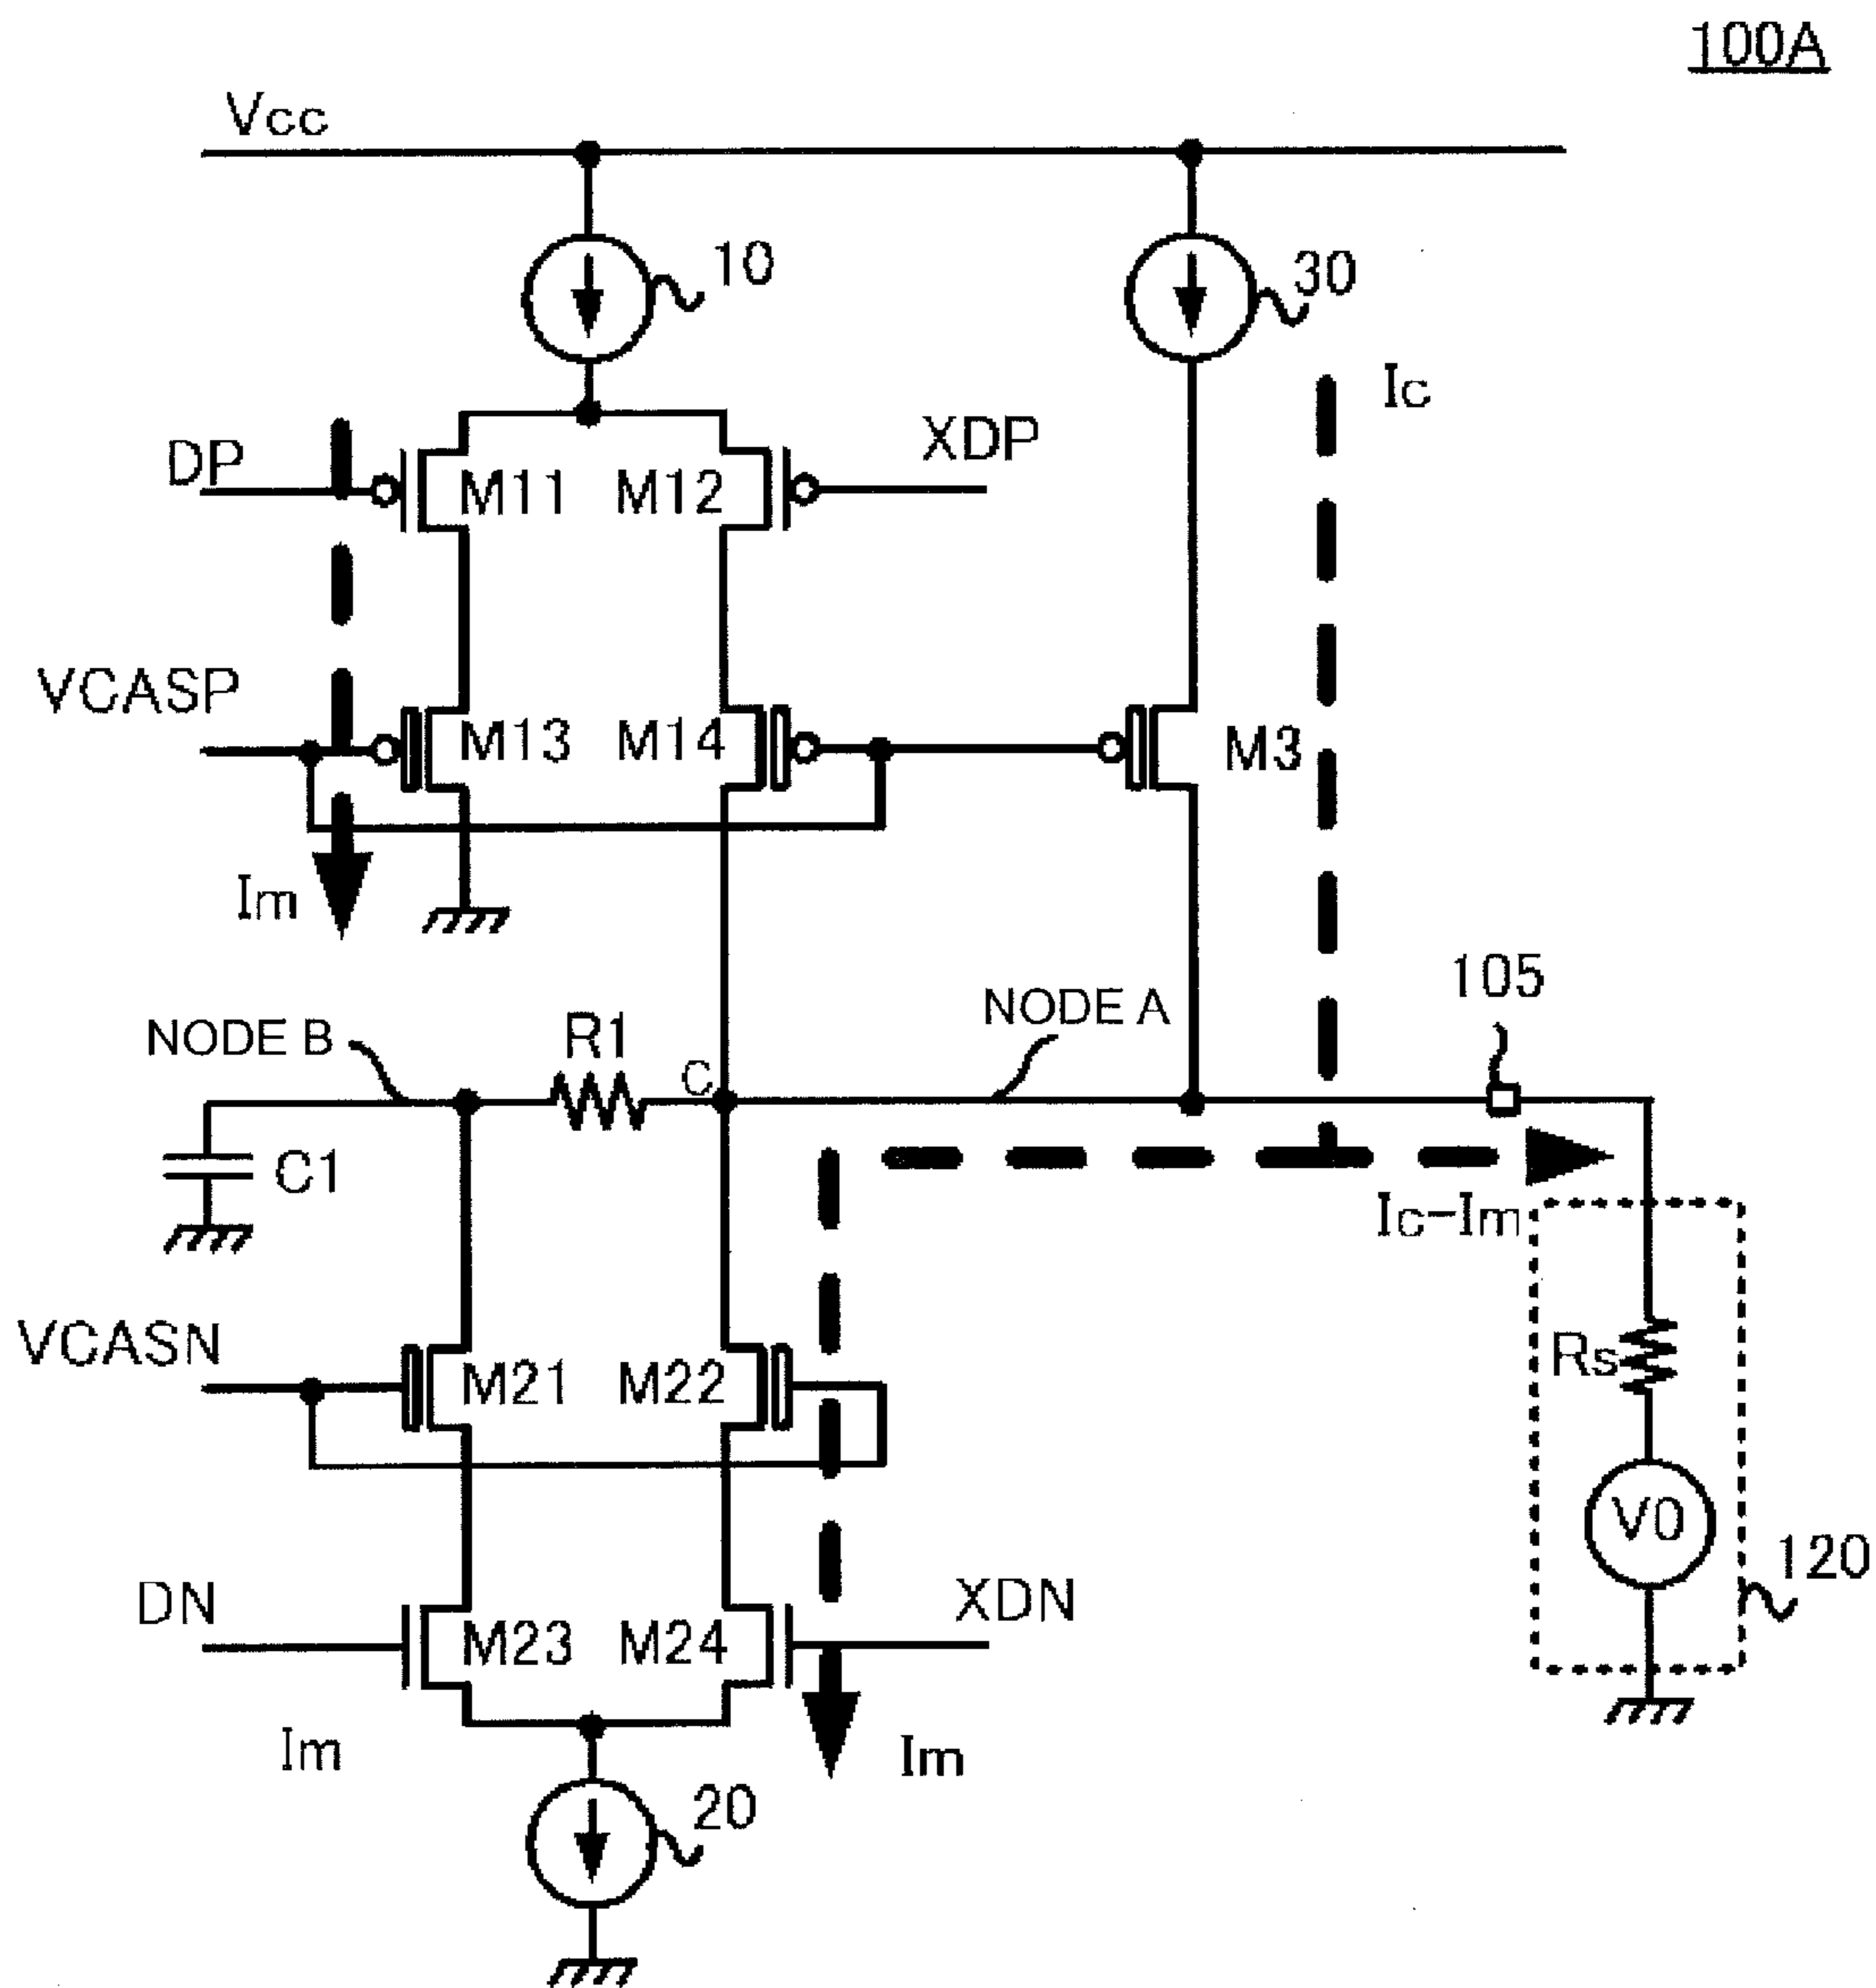 100A
Vcc
10
30
Ic
DP
XDP
M11
M12
VCASP
M13
M14
M3
Im
105
NODE B
R1
C
NODE A
C1
Ic-Im
VCASN
M21
M22
Rs
V0
120
DN
XDN
M23
M24
Im
Im
20